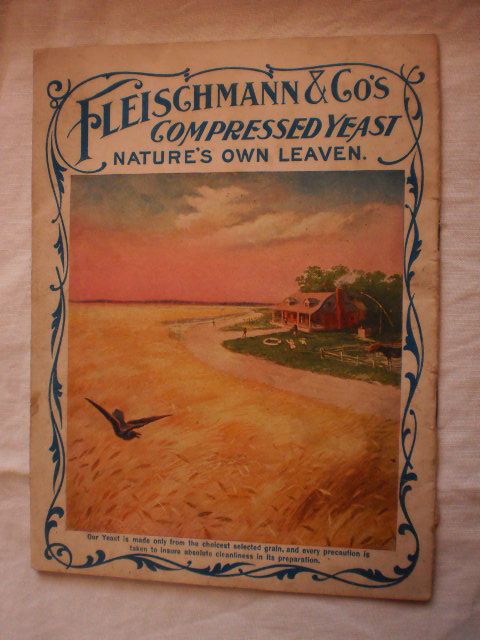 FLEISCHMANN & CO'S
COMPRESSED YEAST
NATURE'S OWN LEAVEN.
Our Yeast is made only from the choicest selected grain, and every precaution is
taken to insure absolute cleanliness in its preparation.